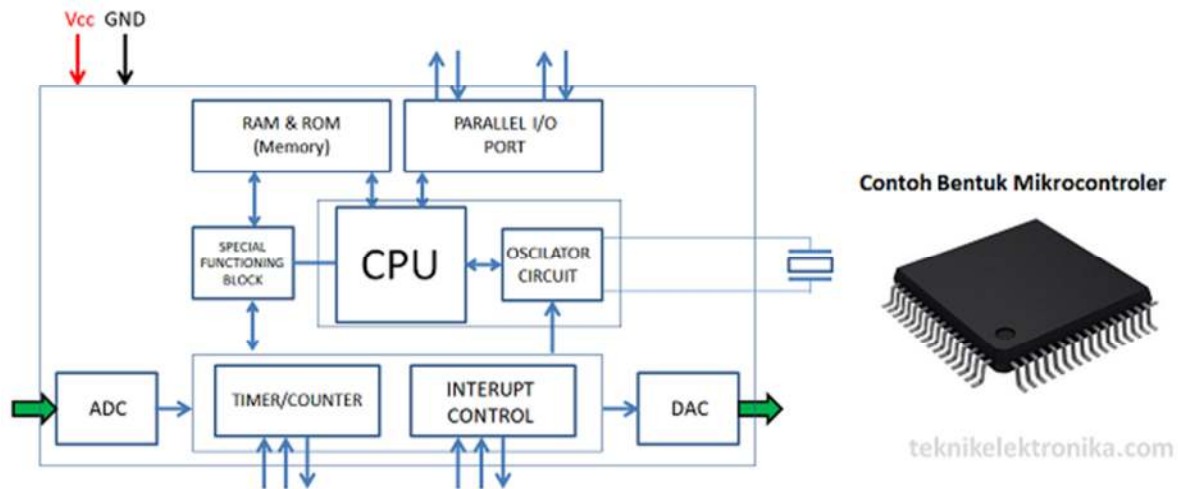 Vcc GND
RAM & ROM
(Memory)
PARALLEL I/O
PORT
Contoh Bentuk Mikrocontroler
SPECIAL
FUNCTIONING
BLOCK
CPU
OSCILATOR
CIRCUIT
ADC
TIMER/COUNTER
INTERUPT
CONTROL
DAC
teknikelektronika.com